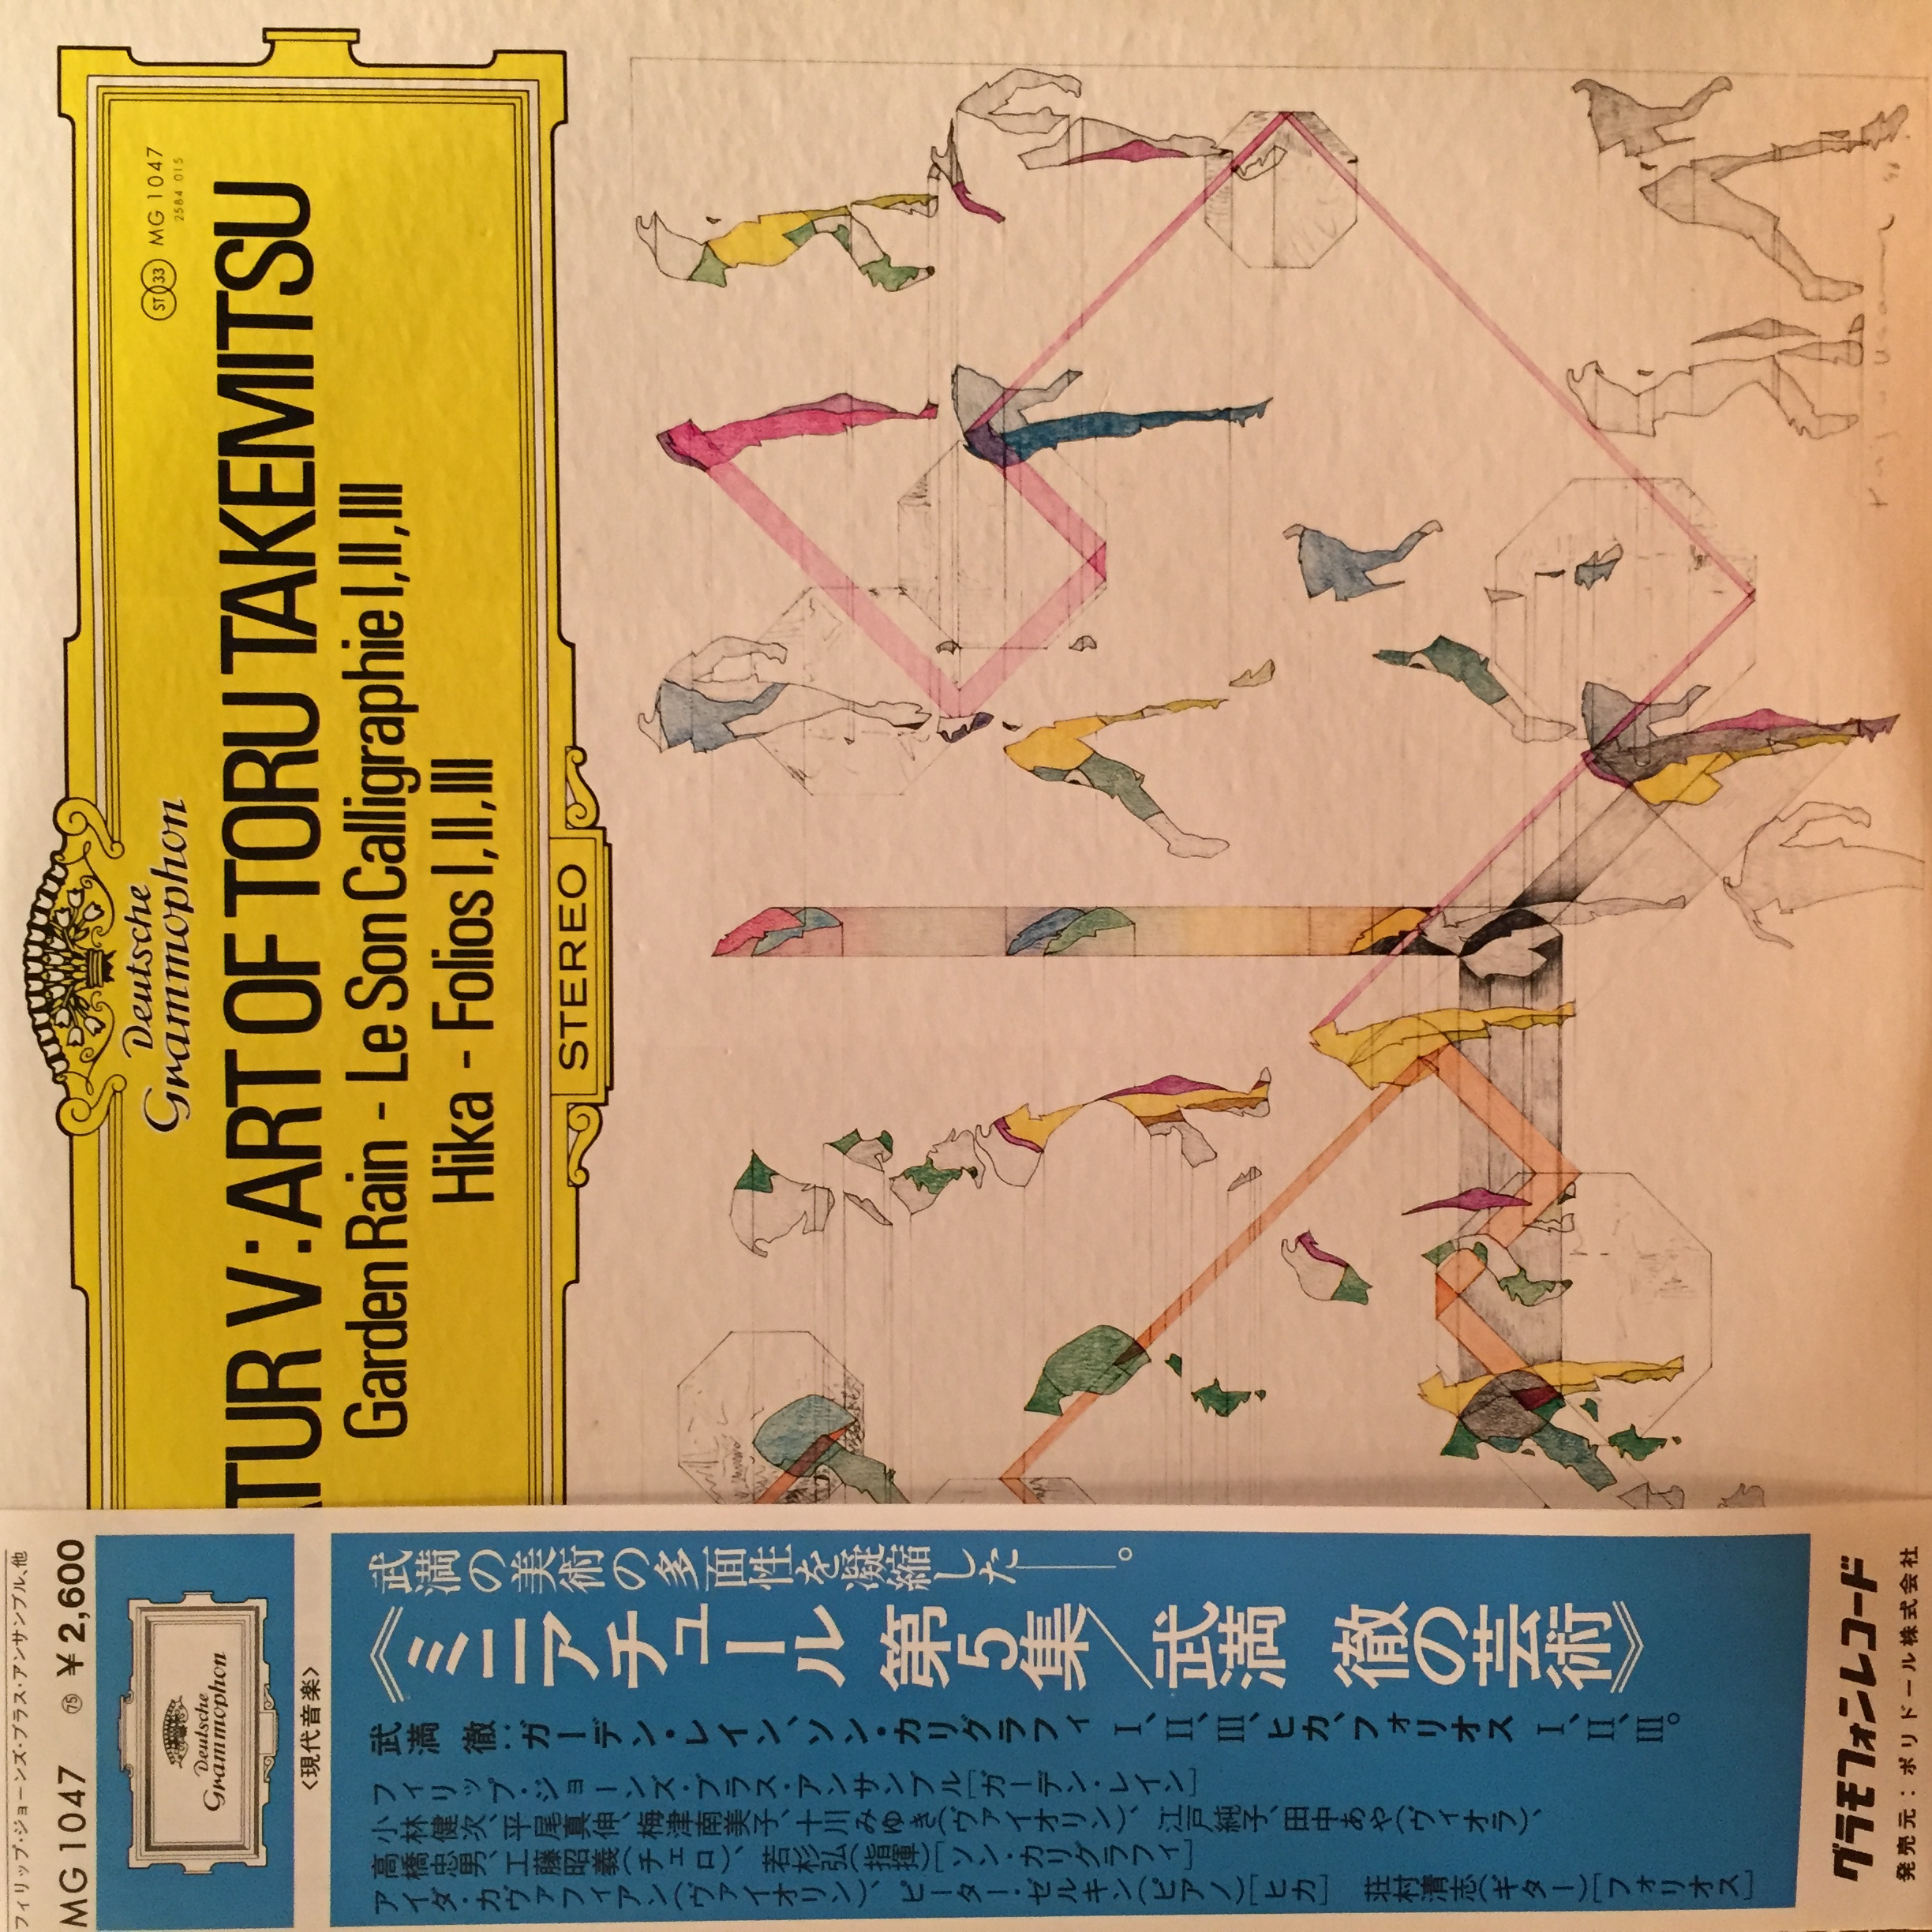 Deutsche
Grammophon
ST 33 MG 1047
2584 015
TUR V: ART OF TORU TAKEMITSU
Garden Rain - Le Son Calligraphie I, II, III
Hika - Folios I, II, III
STEREO
フィリップ・ジョーンズ・ブラス・アンサンブル、他
MG 1047 ㊆ ¥2,600
Deutsche
Grammophon
〈現代音楽〉
武満の美術の多面性を凝縮した——。
《ミニアチュール 第5集/武満 徹の芸術》
武満 徹:ガーデン・レイン、ソン・カリグラフィ I、II、III、ヒカ、フォリオス I、II、III。
フィリップ・ジョーンズ・ブラス・アンサンブル[ガーデン・レイン]
小林健次、平尾真伸、梅津南美子、十川みゆき(ヴァイオリン)、江戸純子、田中あや(ヴィオラ)、
高橋忠男、工藤昭義(チェロ)、若杉弘(指揮)[ソン・カリグラフィ]
アイダ・カヴァフィアン(ヴァイオリン)、ピーター・ゼルキン(ピアノ)[ヒカ] 荘村清志(ギター)[フォリオス]
グラモフォンレコード
発売元:ポリドール株式会社